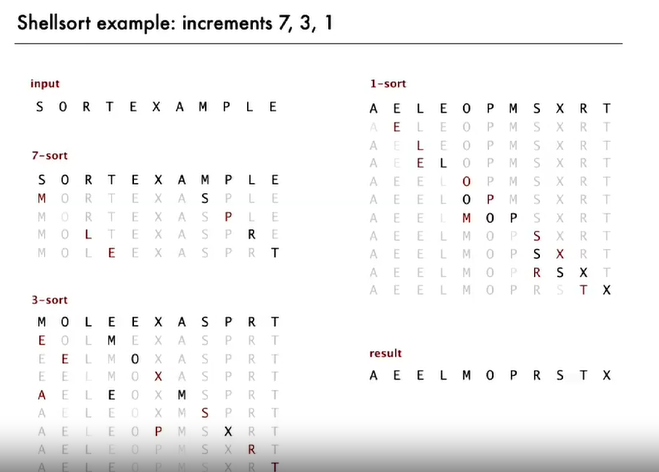 Shellsort example: increments 7, 3, 1
input
S O R T E X A M P L E
7-sort
S O R T E X A M P L E
M O R T E X A S P L E
M O R T E X A S P L E
M O L T E X A S P R E
M O L E E X A S P R T
3-sort
M O L E E X A S P R T
E O L M E X A S P R T
E E L M O X A S P R T
E E L M O X A S P R T
A E L E O X M S P R T
A E L E O X M S P R T
A E L E O P M S X R T
A E L E O P M S X R T
A E L E O P M S X R T
1-sort
A E L E O P M S X R T
A E L E O P M S X R T
A E L E O P M S X R T
A E E L O P M S X R T
A E E L O P M S X R T
A E E L O P M S X R T
A E E L M O P S X R T
A E E L M O P S X R T
A E E L M O P S X R T
A E E L M O P R S X T
A E E L M O P R S T X
result
A E E L M O P R S T X